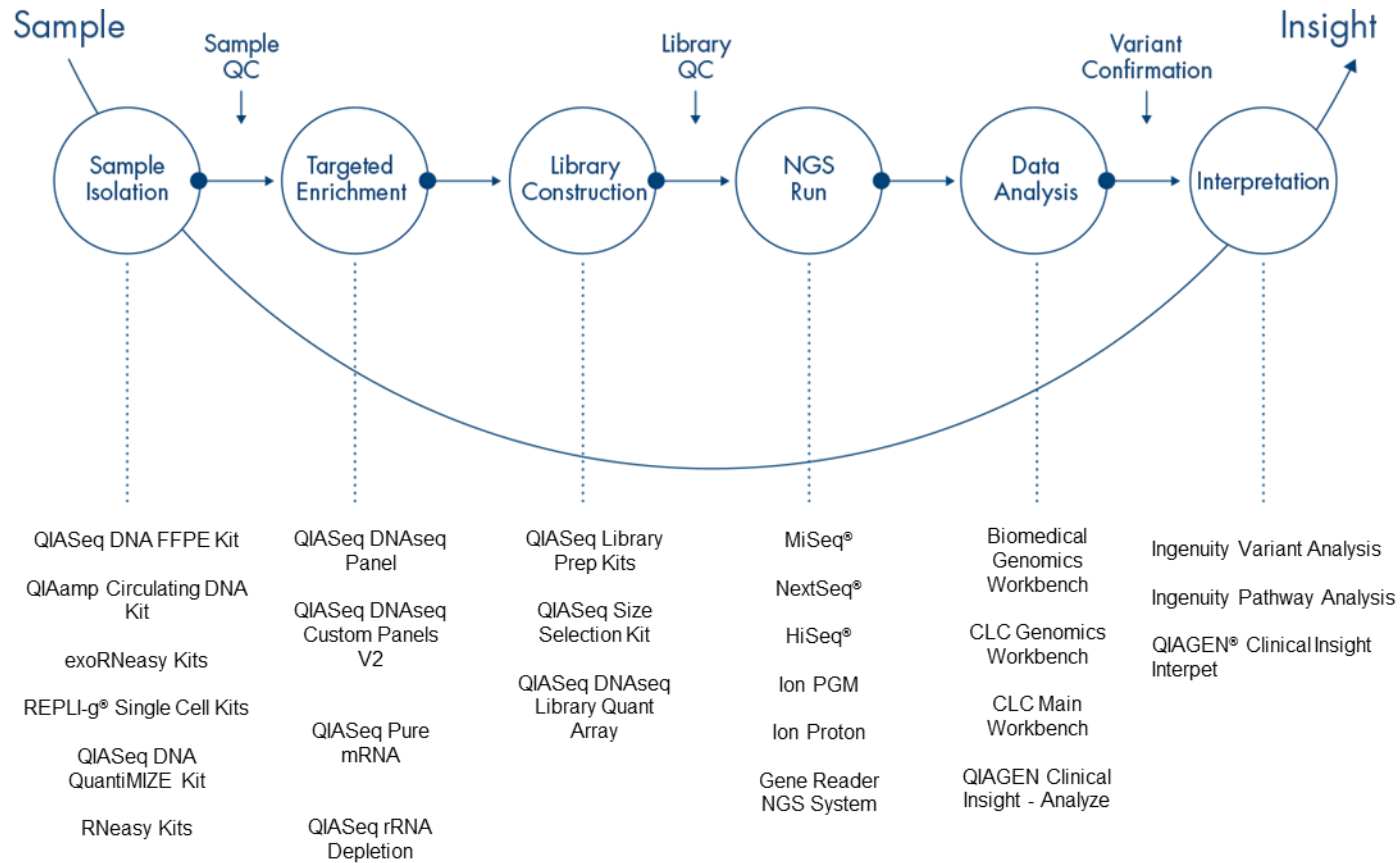 Sample
Insight
Sample
QC
Library
QC
Variant
Confirmation
Sample
Isolation
Targeted
Enrichment
Library
Construction
NGS
Run
Data
Analysis
Interpretation
QIASeq DNA FFPE Kit
QIAamp Circulating DNA
Kit
exoRNeasy Kits
REPLI-g® Single Cell Kits
QIASeq DNA
QuantiMIZE Kit
RNeasy Kits
QIASeq DNAseq
Panel
QIASeq DNAseq
Custom Panels
V2
QIASeq Pure
mRNA
QIASeq rRNA
Depletion
QIASeq Library
Prep Kits
QIASeq Size
Selection Kit
QIASeq DNAseq
Library Quant
Array
MiSeq®
NextSeq®
HiSeq®
Ion PGM
Ion Proton
Gene Reader
NGS System
Biomedical
Genomics
Workbench
CLC Genomics
Workbench
CLC Main
Workbench
QIAGEN Clinical
Insight - Analyze
Ingenuity Variant Analysis
Ingenuity Pathway Analysis
QIAGEN® Clinical Insight
Interpet